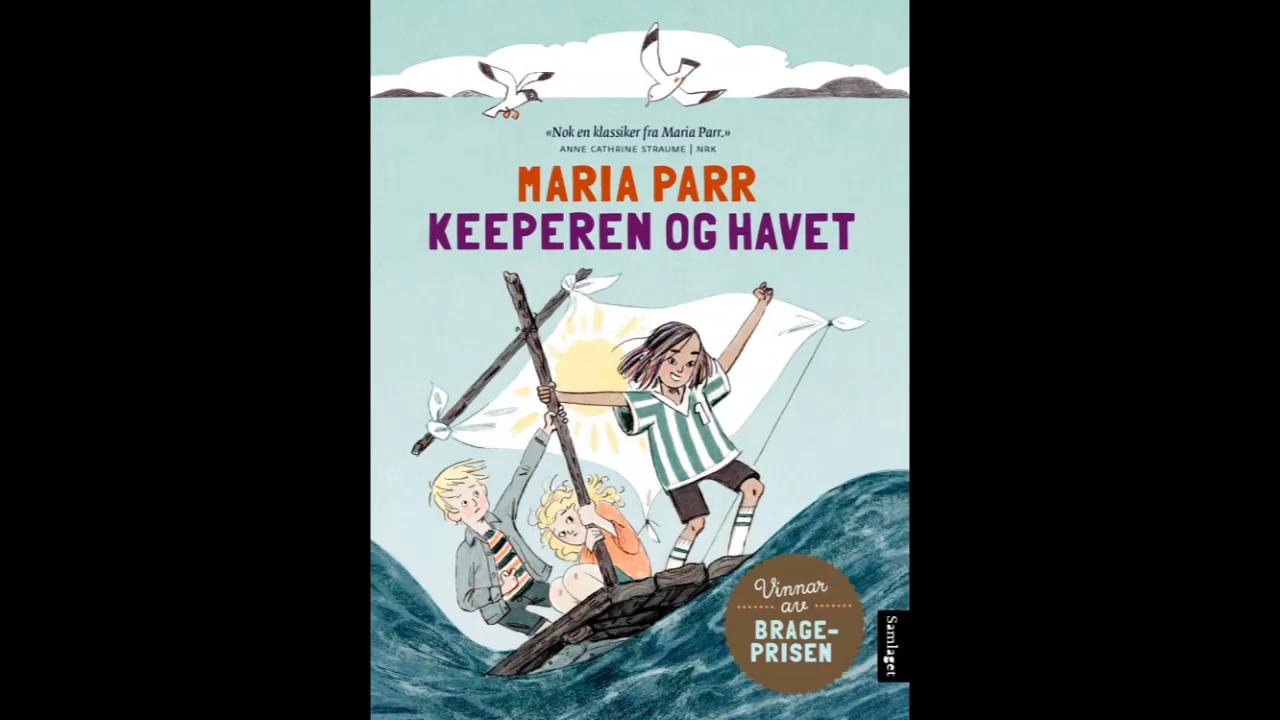 «Nok en klassiker fra Maria Parr.»
ANNE CATHRINE STRAUME | NRK
MARIA PARR
KEEPEREN OG HAVET
1
Vinnar
av
BRAGE-
PRISEN
Samlaget